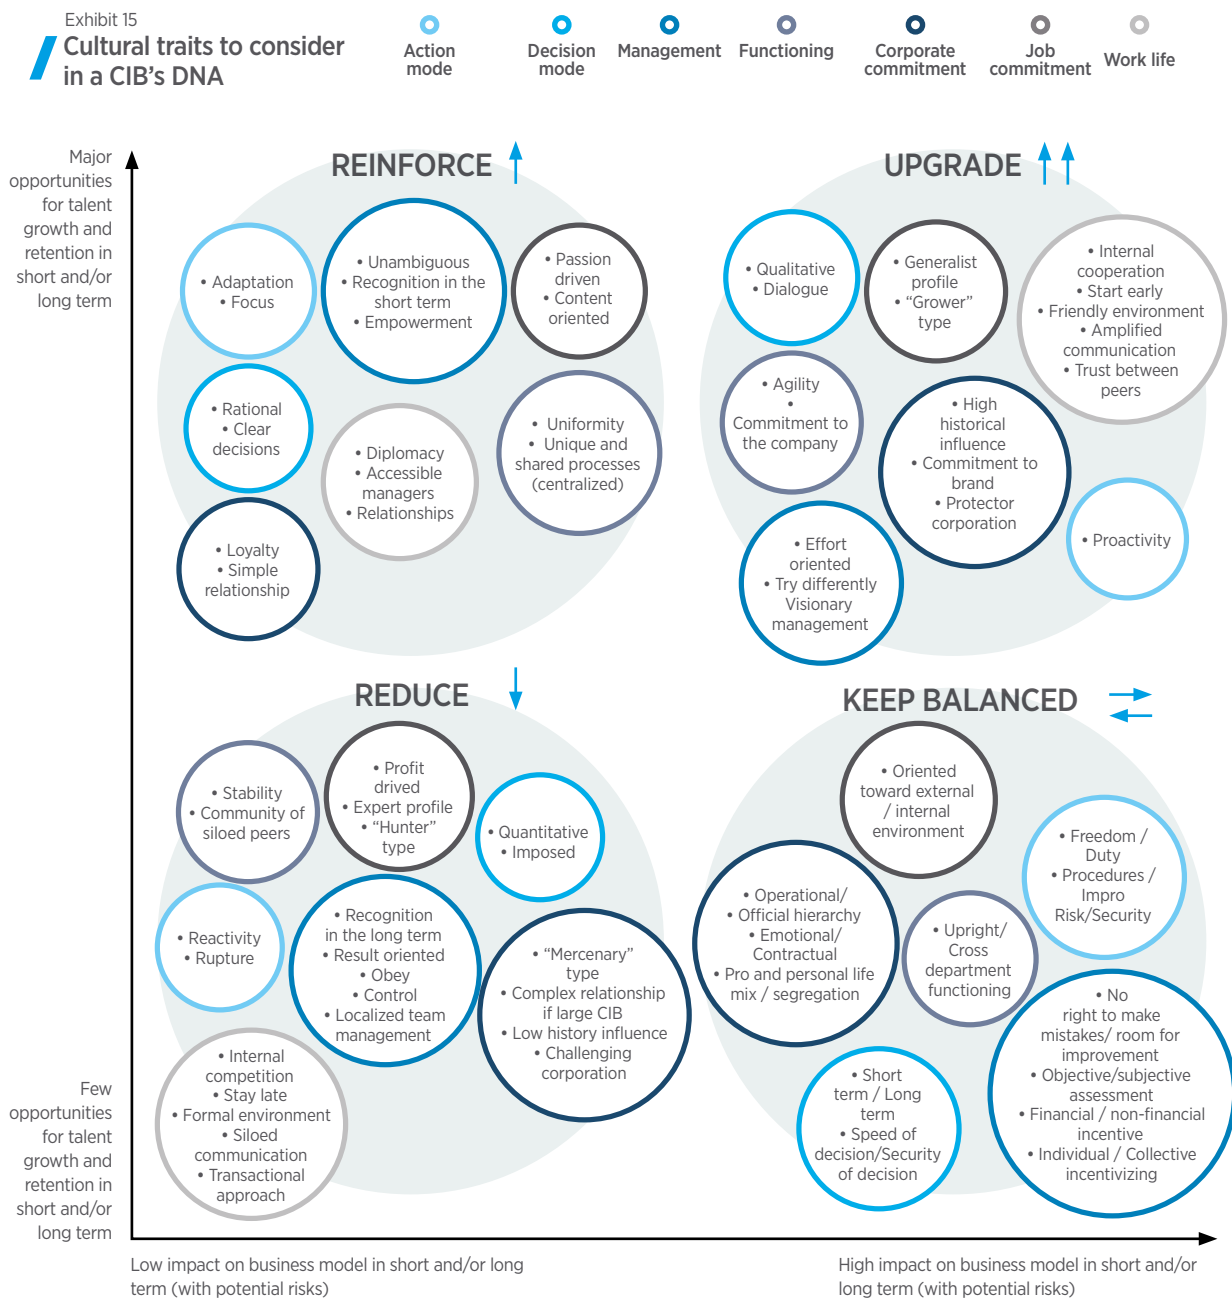 Exhibit 15
Cultural traits to consider
in a CIB's DNA
Action
mode
Decision
mode
Management
Functioning
Corporate
commitment
Job
commitment
Work life
Major
opportunities
for talent
growth and
retention in
short and/or
long term
REINFORCE
• Adaptation
• Focus
• Unambiguous
• Recognition in the
short term
• Empowerment
• Passion
driven
• Content
oriented
• Rational
• Clear
decisions
• Diplomacy
• Accessible
managers
• Relationships
• Uniformity
• Unique and
shared processes
(centralized)
• Loyalty
• Simple
relationship
UPGRADE
• Qualitative
• Dialogue
• Generalist
profile
• “Grower”
type
• Internal
cooperation
• Start early
• Friendly environment
• Amplified
communication
• Trust between
peers
• Agility
•
Commitment to
the company
• High
historical
influence
• Commitment to
brand
• Protector
corporation
• Proactivity
• Effort
oriented
• Try differently
Visionary
management
REDUCE
• Stability
• Community of
siloed peers
• Profit
drived
• Expert profile
• “Hunter”
type
• Quantitative
• Imposed
• Reactivity
• Rupture
• Recognition
in the long term
• Result oriented
• Obey
• Control
• Localized team
management
• “Mercenary”
type
• Complex relationship
if large CIB
• Low history influence
• Challenging
corporation
• Internal
competition
• Stay late
• Formal environment
• Siloed
communication
• Transactional
approach
KEEP BALANCED
• Oriented
toward external
/ internal
environment
• Freedom /
Duty
• Procedures /
Impro
Risk/Security
• Operational/
• Official hierarchy
• Emotional/
Contractual
• Pro and personal life
mix / segregation
• Upright/
Cross
department
functioning
• No
right to make
mistakes/ room for
improvement
• Objective/subjective
assessment
• Financial / non-financial
incentive
• Individual / Collective
incentivizing
• Short
term / Long
term
• Speed of
decision/Security
of decision
Few
opportunities
for talent
growth and
retention in
short and/or
long term
Low impact on business model in short and/or long
term (with potential risks)
High impact on business model in short and/or
long term (with potential risks)